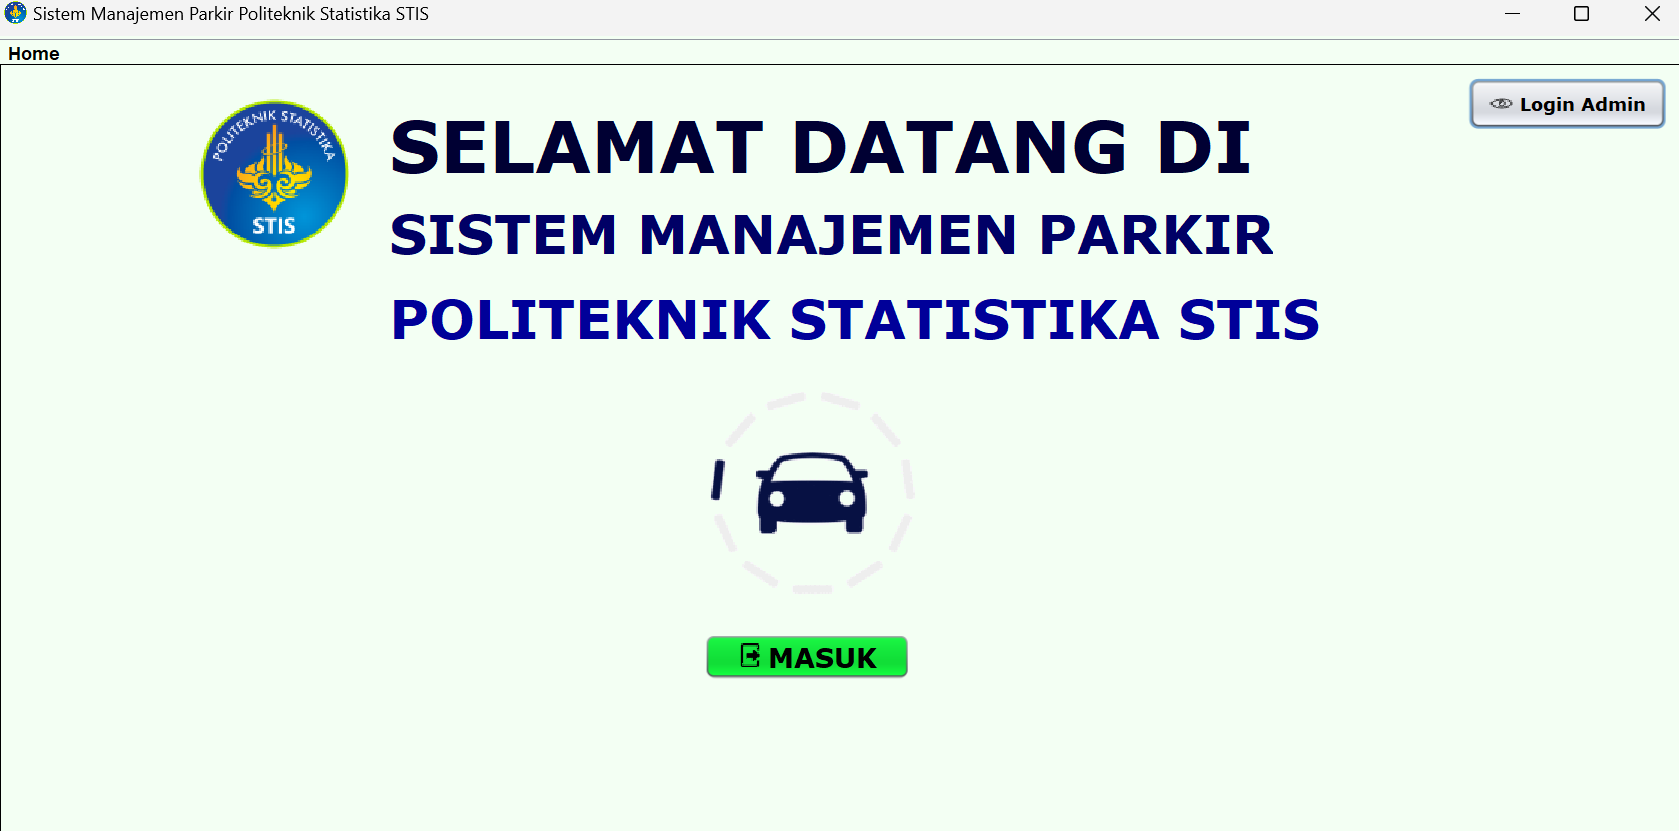 Sistem Manajemen Parkir Politeknik Statistika STIS
Home
Login Admin
POLITEKNIK STATISTIKA
STIS
SELAMAT DATANG DI
SISTEM MANAJEMEN PARKIR
POLITEKNIK STATISTIKA STIS
MASUK